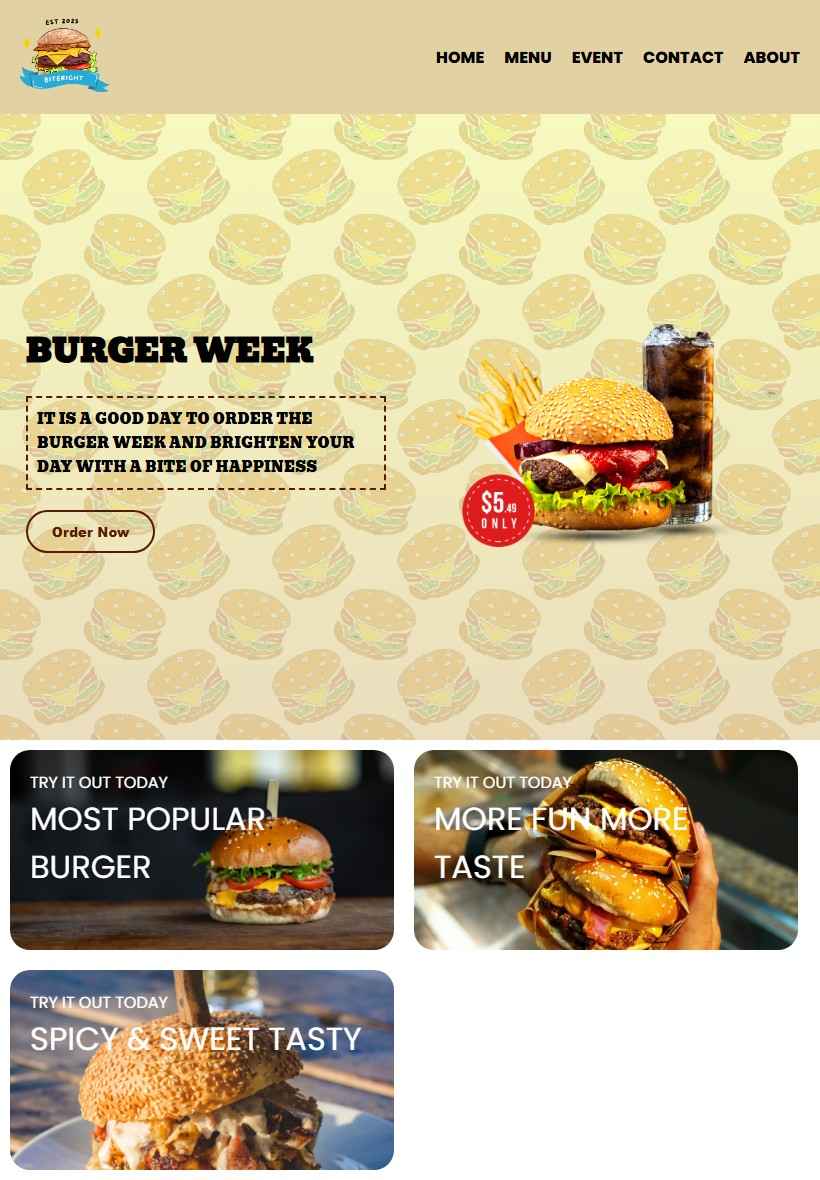 EST 2025
BITERIGHT
HOME MENU EVENT CONTACT ABOUT
BURGER WEEK
IT IS A GOOD DAY TO ORDER THE
BURGER WEEK AND BRIGHTEN YOUR
DAY WITH A BITE OF HAPPINESS
Order Now
$5.49
ONLY
TRY IT OUT TODAY
MOST POPULAR
BURGER
TRY IT OUT TODAY
MORE FUN MORE
TASTE
TRY IT OUT TODAY
SPICY & SWEET TASTY